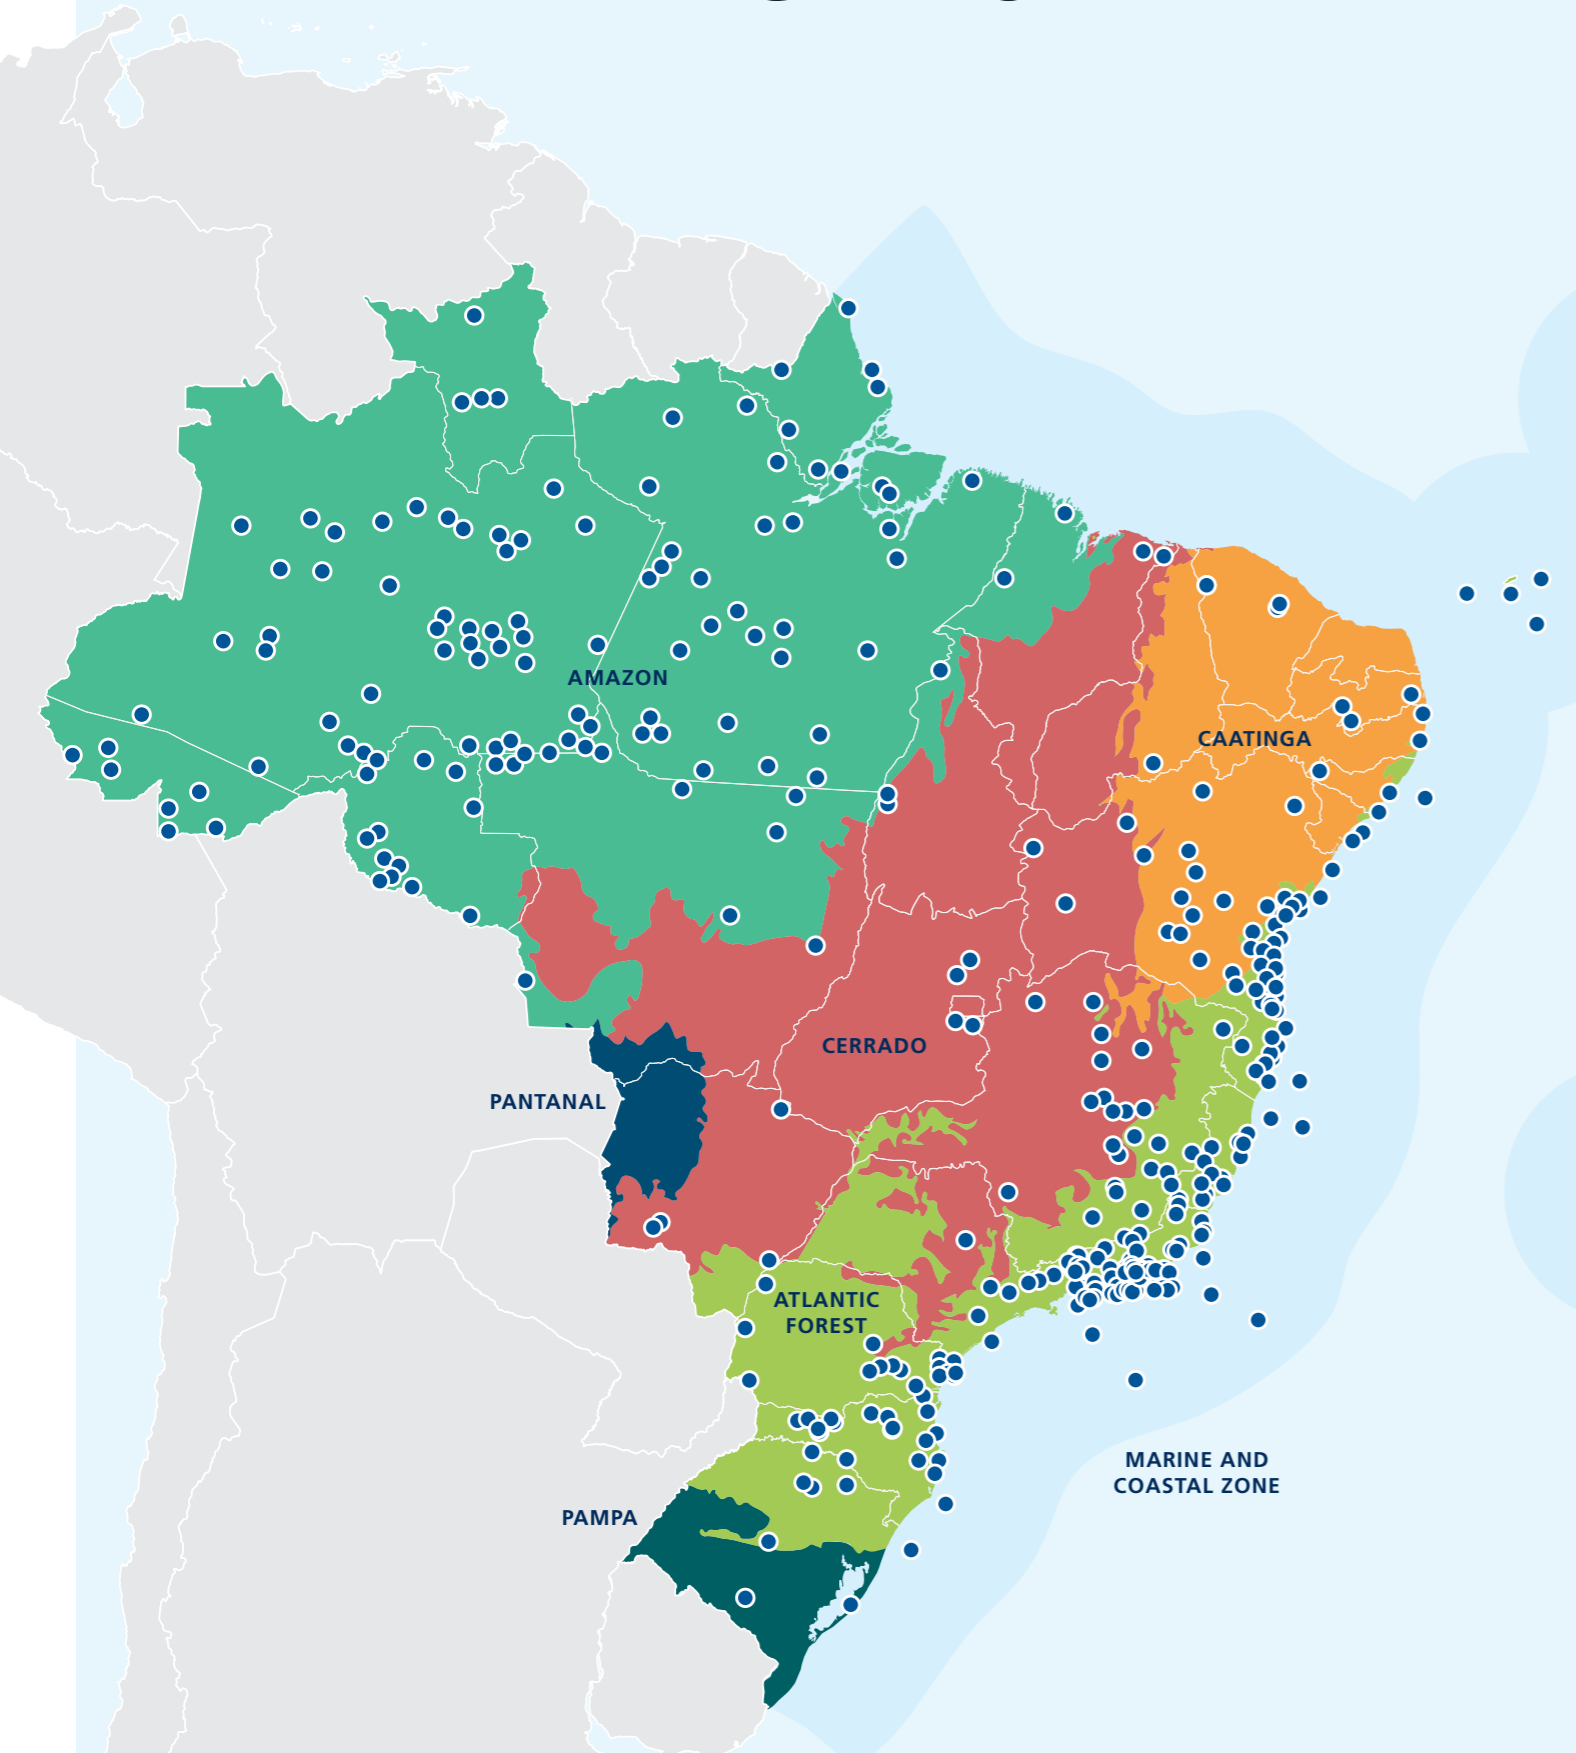 AMAZON
CAATINGA
CERRADO
PANTANAL
ATLANTIC
FOREST
MARINE AND
COASTAL ZONE
PAMPA